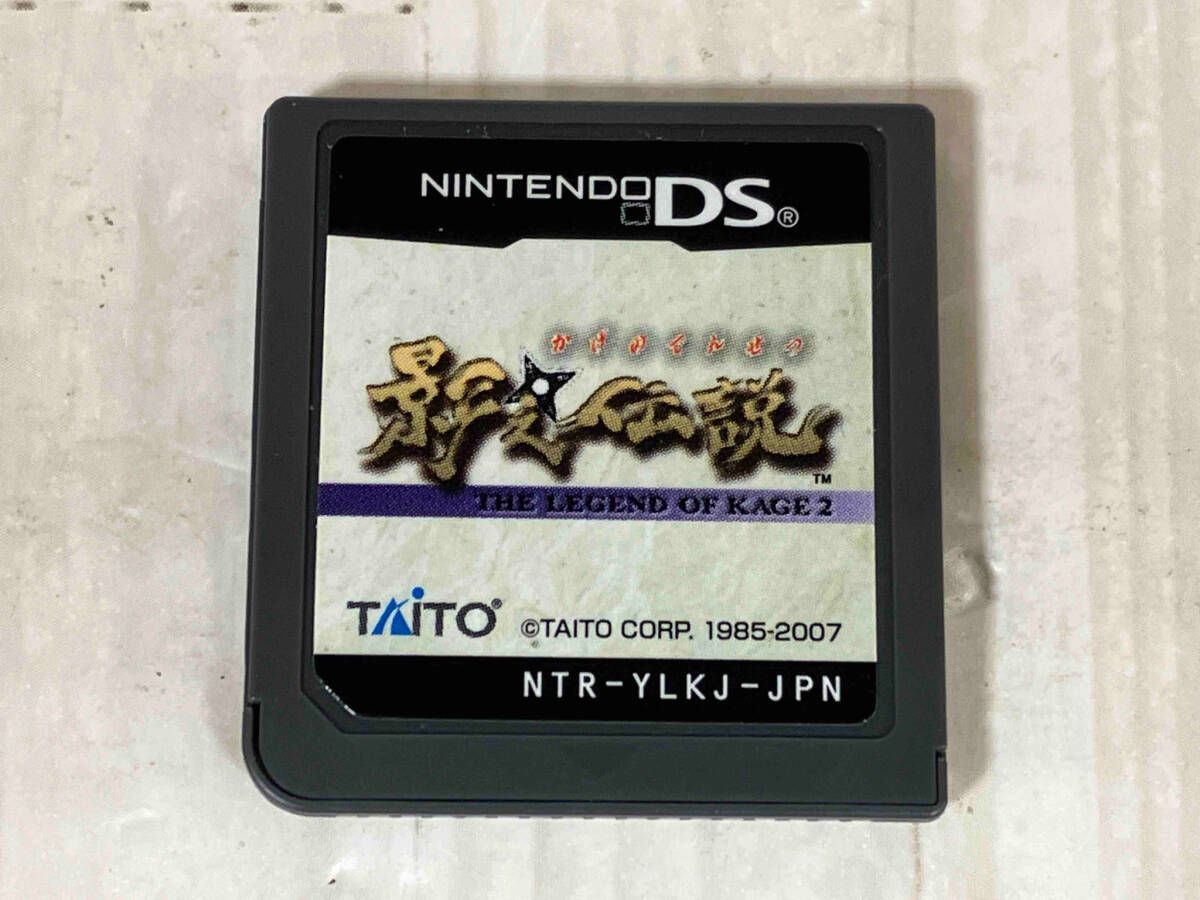 NINTENDO DS®
かげのでんせつ
影之伝説
TM
THE LEGEND OF KAGE 2
TAITO® ©TAITO CORP. 1985-2007
NTR-YLKJ-JPN